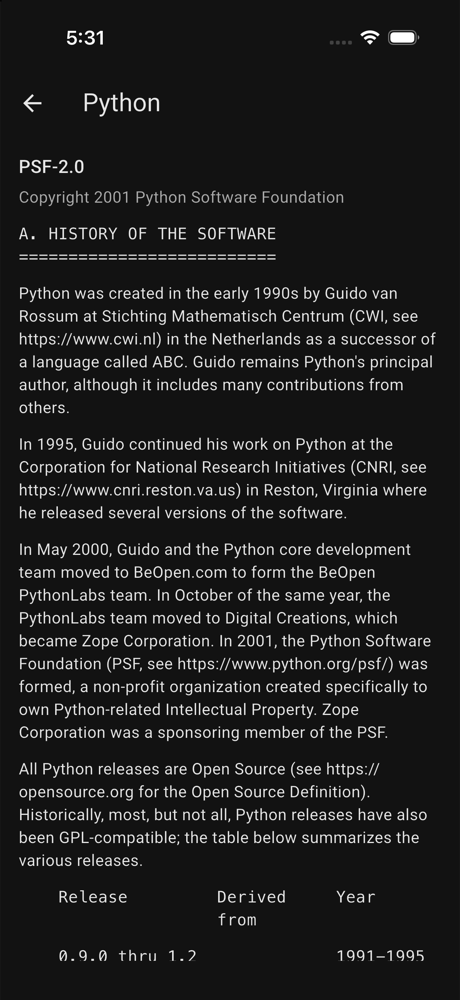 5:31
Python
PSF-2.0
Copyright 2001 Python Software Foundation
A. HISTORY OF THE SOFTWARE
==========================
Python was created in the early 1990s by Guido van
Rossum at Stichting Mathematisch Centrum (CWI, see
https://www.cwi.nl) in the Netherlands as a successor of
a language called ABC. Guido remains Python's principal
author, although it includes many contributions from
others.
In 1995, Guido continued his work on Python at the
Corporation for National Research Initiatives (CNRI, see
https://www.cnri.reston.va.us) in Reston, Virginia where
he released several versions of the software.
In May 2000, Guido and the Python core development
team moved to BeOpen.com to form the BeOpen
PythonLabs team. In October of the same year, the
PythonLabs team moved to Digital Creations, which
became Zope Corporation. In 2001, the Python Software
Foundation (PSF, see https://www.python.org/psf/) was
formed, a non-profit organization created specifically to
own Python-related Intellectual Property. Zope
Corporation was a sponsoring member of the PSF.
All Python releases are Open Source (see https://
opensource.org for the Open Source Definition).
Historically, most, but not all, Python releases have also
been GPL-compatible; the table below summarizes the
various releases.
Release Derived Year
from
0.9.0 thru 1.2 1991-1995